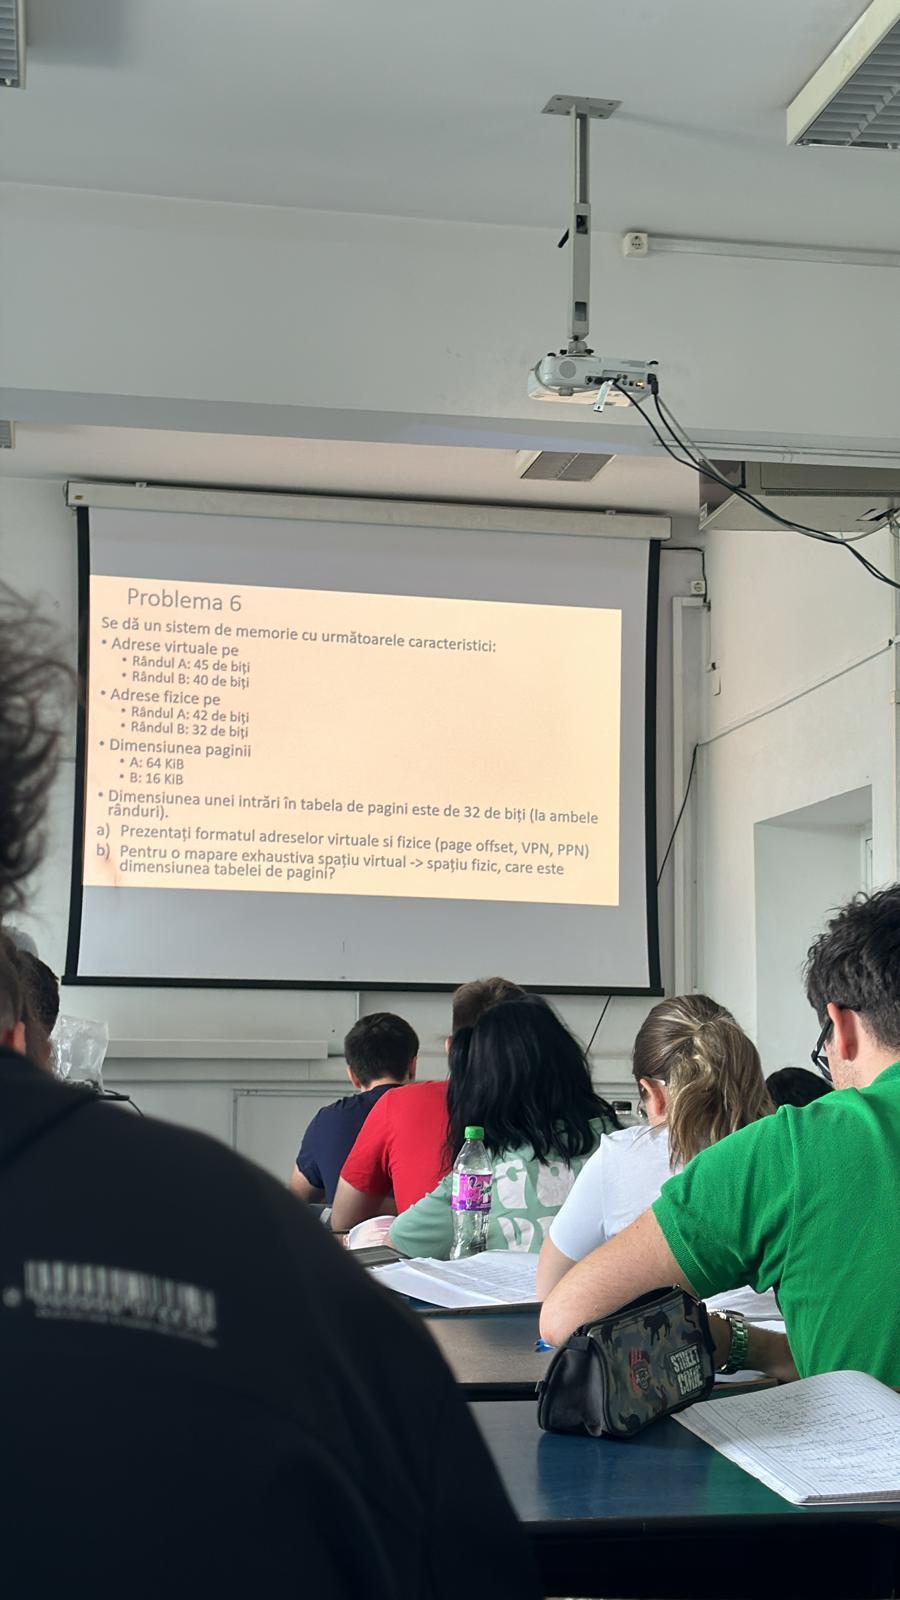 Problema 6
Se dă un sistem de memorie cu următoarele caracteristici:
• Adrese virtuale pe
• Rândul A: 45 de biți
• Rândul B: 40 de biți
• Adrese fizice pe
• Rândul A: 42 de biți
• Rândul B: 32 de biți
• Dimensiunea paginii
• A: 64 KiB
• B: 16 KiB
• Dimensiunea unei intrări în tabela de pagini este de 32 de biți (la ambele
rânduri).
a) Prezentați formatul adreselor virtuale si fizice (page offset, VPN, PPN)
b) Pentru o mapare exhaustiva spațiu virtual -> spațiu fizic, care este
dimensiunea tabelei de pagini?
STREET
CODE